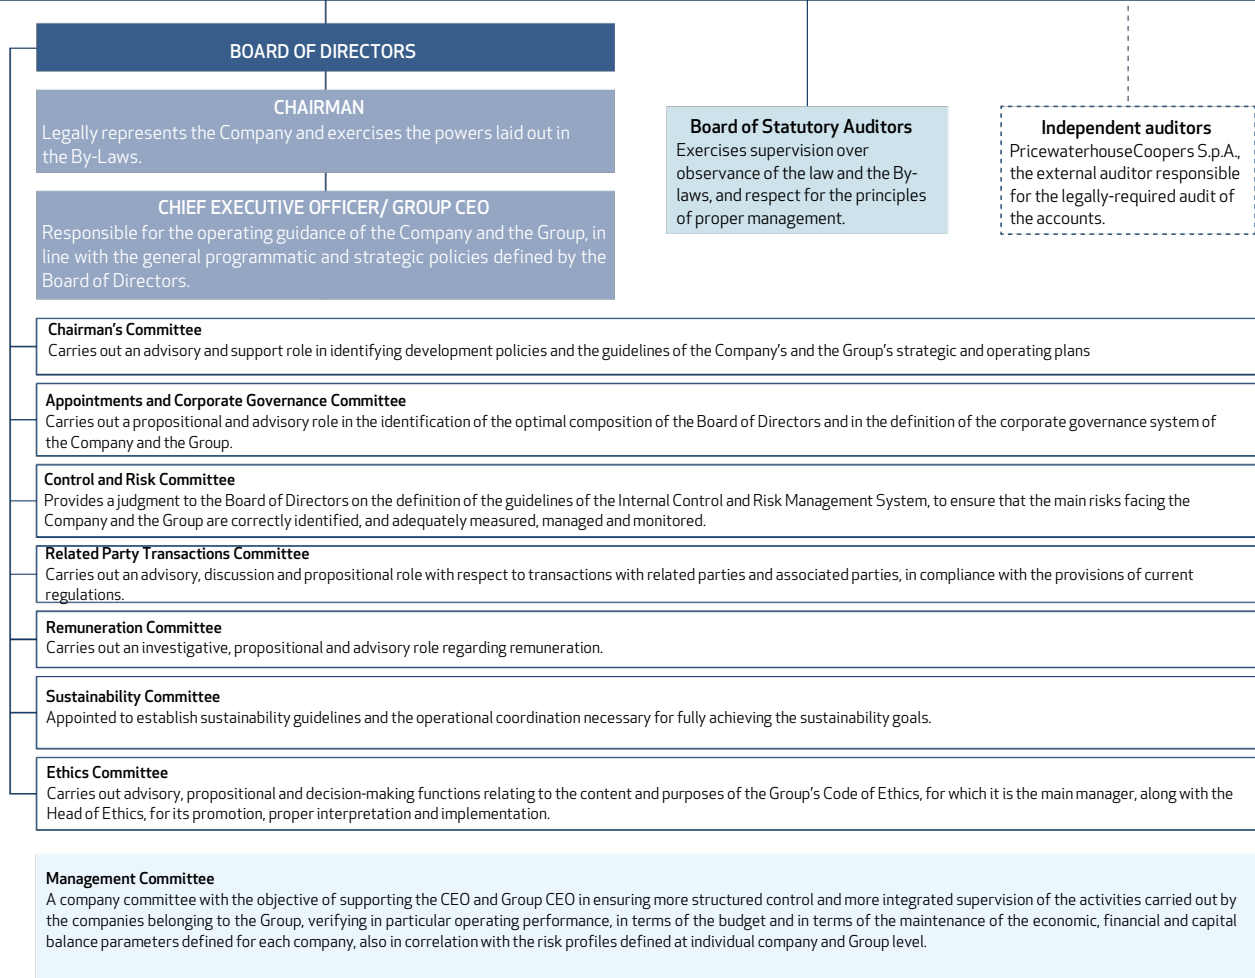 BOARD OF DIRECTORS
CHAIRMAN
Legally represents the Company and exercises the powers laid out in
the By-Laws.
CHIEF EXECUTIVE OFFICER/ GROUP CEO
Responsible for the operating guidance of the Company and the Group, in
line with the general programmatic and strategic policies defined by the
Board of Directors.
Board of Statutory Auditors
Exercises supervision over
observance of the law and the By-
laws, and respect for the principles
of proper management.
Independent auditors
PricewaterhouseCoopers S.p.A.,
the external auditor responsible
for the legally-required audit of
the accounts.
Chairman's Committee
Carries out an advisory and support role in identifying development policies and the guidelines of the Company's and the Group's strategic and operating plans
Appointments and Corporate Governance Committee
Carries out a propositional and advisory role in the identification of the optimal composition of the Board of Directors and in the definition of the corporate governance system of
the Company and the Group.
Control and Risk Committee
Provides a judgment to the Board of Directors on the definition of the guidelines of the Internal Control and Risk Management System, to ensure that the main risks facing the
Company and the Group are correctly identified, and adequately measured, managed and monitored.
Related Party Transactions Committee
Carries out an advisory, discussion and propositional role with respect to transactions with related parties and associated parties, in compliance with the provisions of current
regulations.
Remuneration Committee
Carries out an investigative, propositional and advisory role regarding remuneration.
Sustainability Committee
Appointed to establish sustainability guidelines and the operational coordination necessary for fully achieving the sustainability goals.
Ethics Committee
Carries out advisory, propositional and decision-making functions relating to the content and purposes of the Group's Code of Ethics, for which it is the main manager, along with the
Head of Ethics, for its promotion, proper interpretation and implementation.
Management Committee
A company committee with the objective of supporting the CEO and Group CEO in ensuring more structured control and more integrated supervision of the activities carried out by
the companies belonging to the Group, verifying in particular operating performance, in terms of the budget and in terms of the maintenance of the economic, financial and capital
balance parameters defined for each company, also in correlation with the risk profiles defined at individual company and Group level.